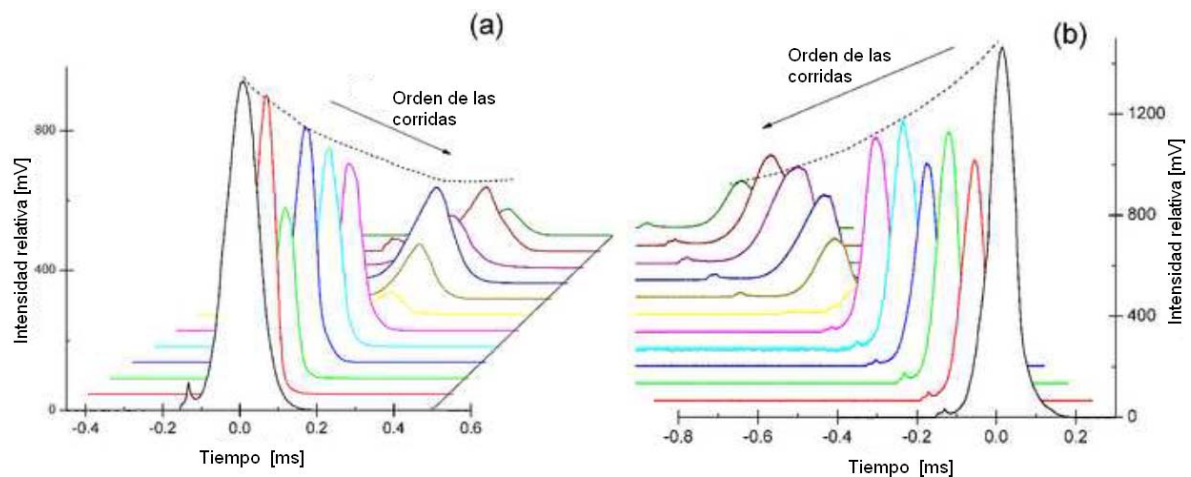 (a)
Orden de las
corridas
800
400
0
Intensidad relativa [mV]
-0.4 -0.2 0.0 0.2 0.4 0.6
Tiempo [ms]
(b)
Orden de las
corridas
1200
800
400
0
Intensidad relativa [mV]
-0.8 -0.6 -0.4 -0.2 0.0 0.2
Tiempo [ms]